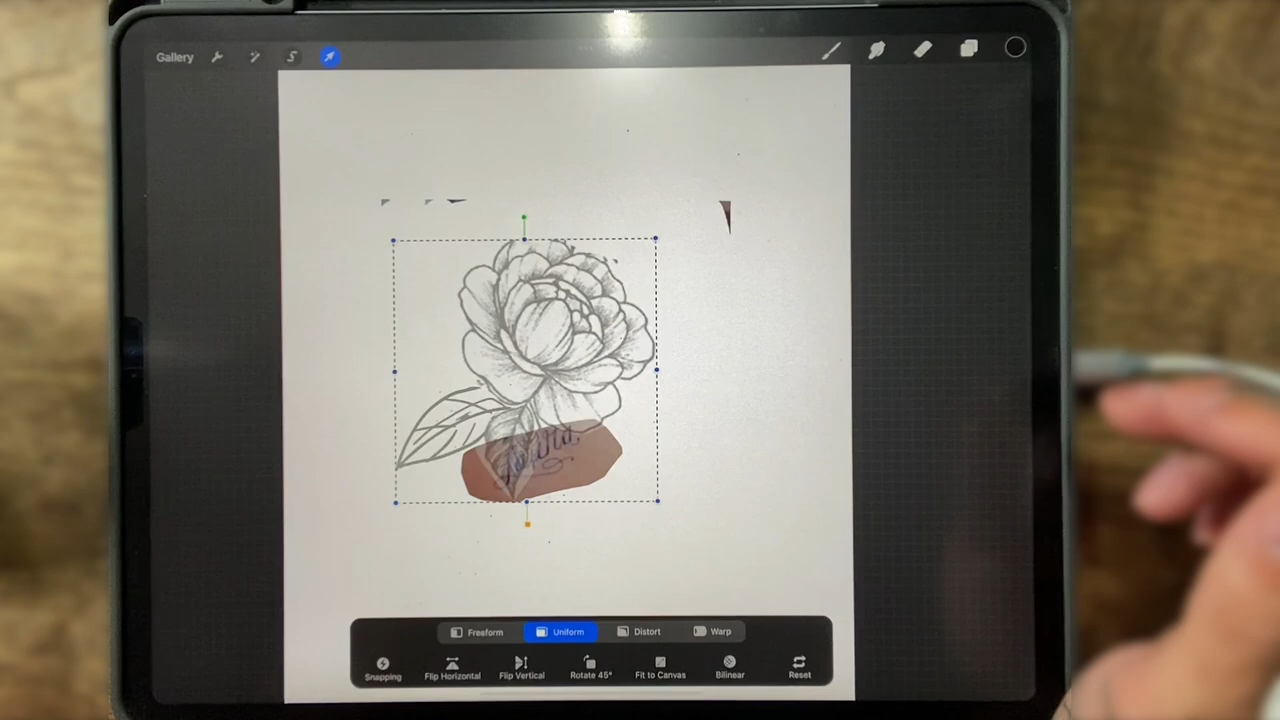 Gallery
Freeform Uniform Distort Warp
Snapping Flip Horizontal Flip Vertical Rotate 45° Fit to Canvas Bilinear Reset